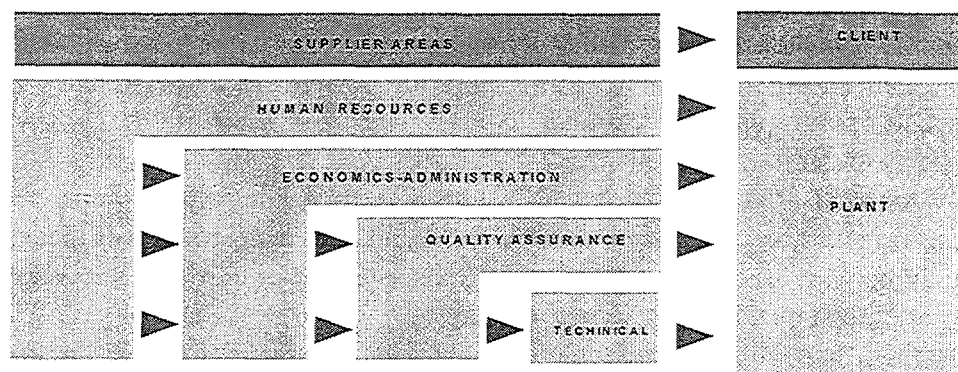 SUPPLIER AREAS
CLIENT
HUMAN RESOURCES
ECONOMICS-ADMINISTRATION
PLANT
QUALITY ASSURANCE
TECHINICAL